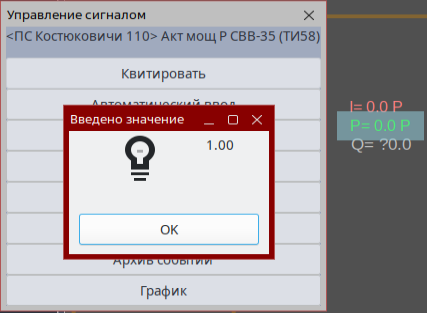 Управление сигналом
<ПС Костюковичи 110> Акт мощ P СВВ-35 (ТИ58)
Квитировать
Автоматический ввод
Введено значение
1.00
OK
Архив событий
График
I= 0.0 Р
P= 0.0 Р
Q= ?0.0